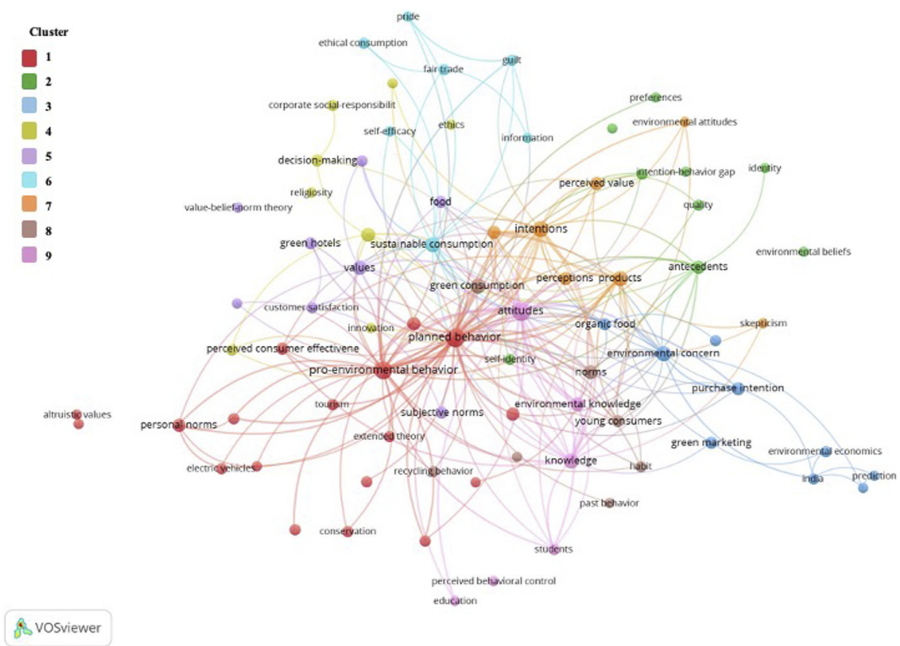 Cluster
1
2
3
4
5
6
7
8
9
pride
ethical consumption
guilt
fair trade
preferences
corporate social-responsibilit
environmental attitudes
ethics
self-efficacy
information
decision-making
identity
intention-behavior gap
perceived value
religiosity
food
value-belief-norm theory
quality
intentions
green hotels
sustainable consumption
environmental beliefs
values
antecedents
perceptions
products
green consumption
customer satisfaction
attitudes
organic food
skepticism
innovation
planned behavior
perceived consumer effectivene
environmental concern
self-identity
pro-environmental behavior
norms
purchase intention
tourism
environmental knowledge
subjective norms
altruistic values
young consumers
personal norms
extended theory
green marketing
environmental economics
knowledge
electric vehicles
habit
recycling behavior
prediction
india
past behavior
conservation
students
perceived behavioral control
education
VOSviewer